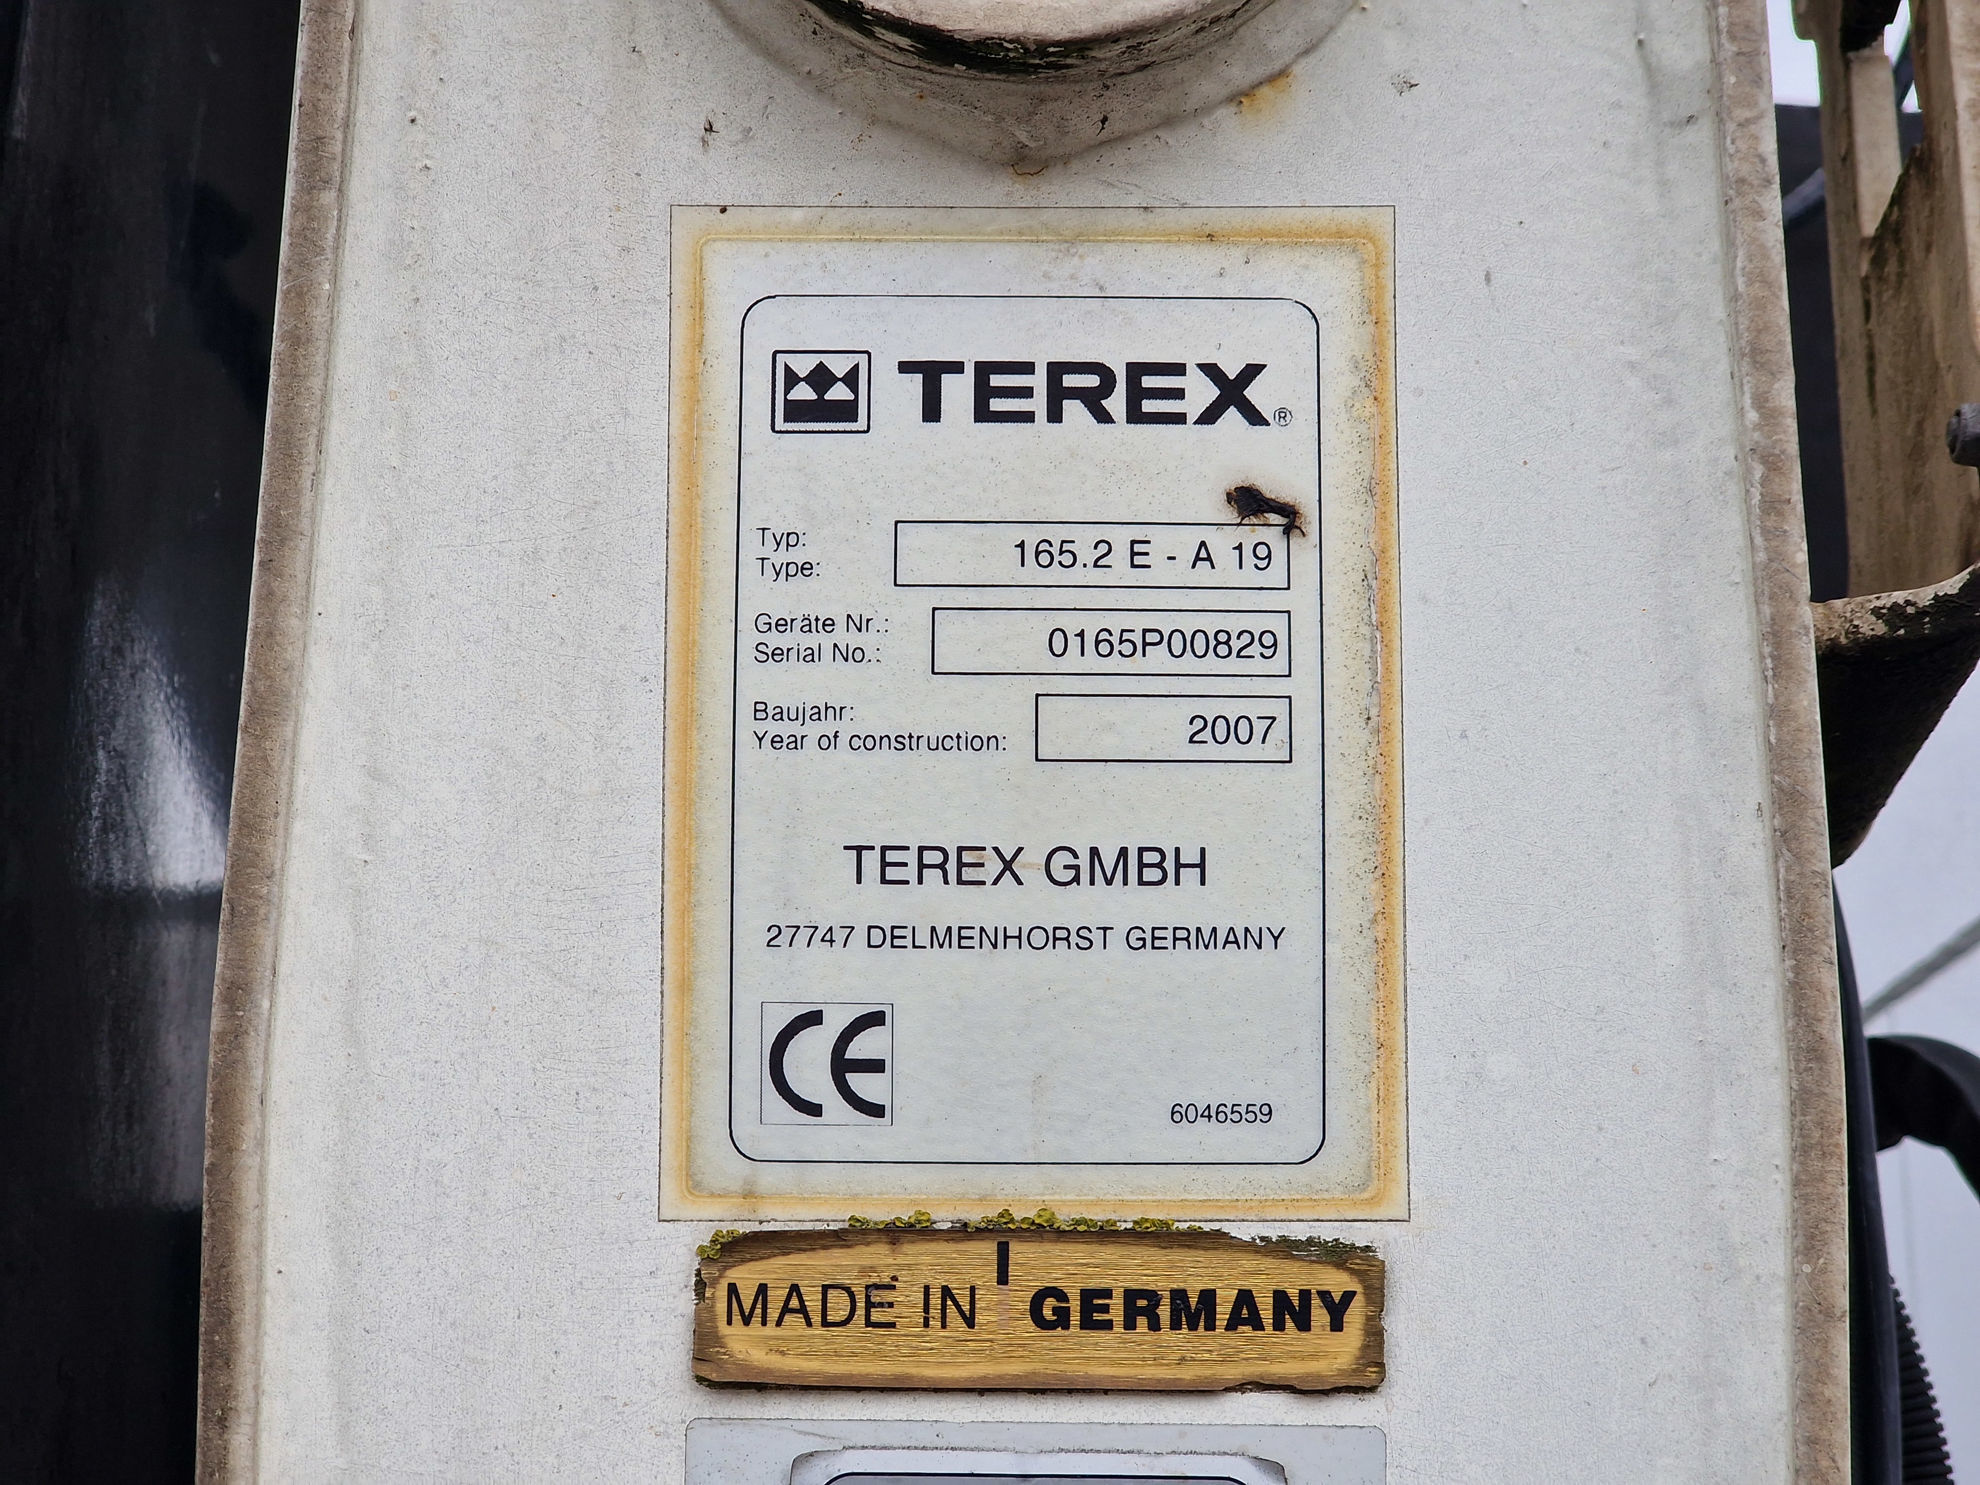 TEREX®
Typ:
Type:
165.2 E - A 19
Geräte Nr.:
Serial No.:
0165P00829
Baujahr:
Year of construction:
2007
TEREX GMBH
27747 DELMENHORST GERMANY
CE
6046559
MADE IN GERMANY